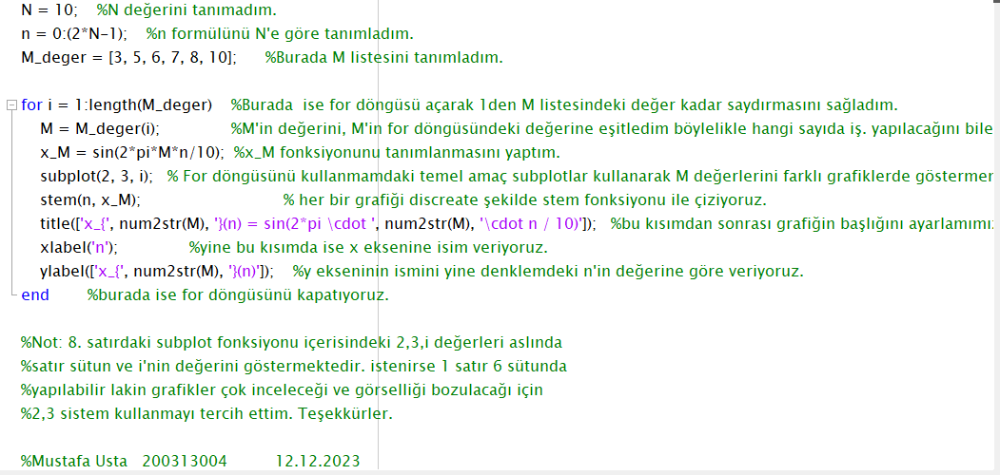 N = 10;    %N değerini tanımadım.
n = 0:(2*N-1);    %n formülünü N'e göre tanımladım.
M_deger = [3, 5, 6, 7, 8, 10];      %Burada M listesini tanımladım.
for i = 1:length(M_deger)    %Burada  ise for döngüsü açarak 1den M listesindeki değer kadar saydırmasını sağladım.
M = M_deger(i);               %M'in değerini, M'in for döngüsündeki değerine eşitledim böylelikle hangi sayıda iş. yapılacağını bile
x_M = sin(2*pi*M*n/10);  %x_M fonksiyonunu tanımlanmasını yaptım.
subplot(2, 3, i);   % For döngüsünü kullanmamdaki temel amaç subplotlar kullanarak M değerlerini farklı grafiklerde göstermer
stem(n, x_M);                              % her bir grafiği discreate şekilde stem fonksiyonu ile çiziyoruz.
title(['x_{', num2str(M), '}(n) = sin(2*pi \cdot ', num2str(M), '\cdot n / 10)']);   %bu kısımdan sonrası grafiğin başlığını ayarlamımı
xlabel('n');               %yine bu kısımda ise x eksenine isim veriyoruz.
ylabel(['x_{', num2str(M), '}(n)']);    %y ekseninin ismini yine denklemdeki n'in değerine göre veriyoruz.
end        %burada ise for döngüsünü kapatıyoruz.
%Not: 8. satırdaki subplot fonksiyonu içerisindeki 2,3,i değerleri aslında
%satır sütun ve i'nin değerini göstermektedir. istenirse 1 satır 6 sütunda
%yapılabilir lakin grafikler çok inceleceği ve görselliği bozulacağı için
%2,3 sistem kullanmayı tercih ettim. Teşekkürler.
%Mustafa Usta   200313004          12.12.2023